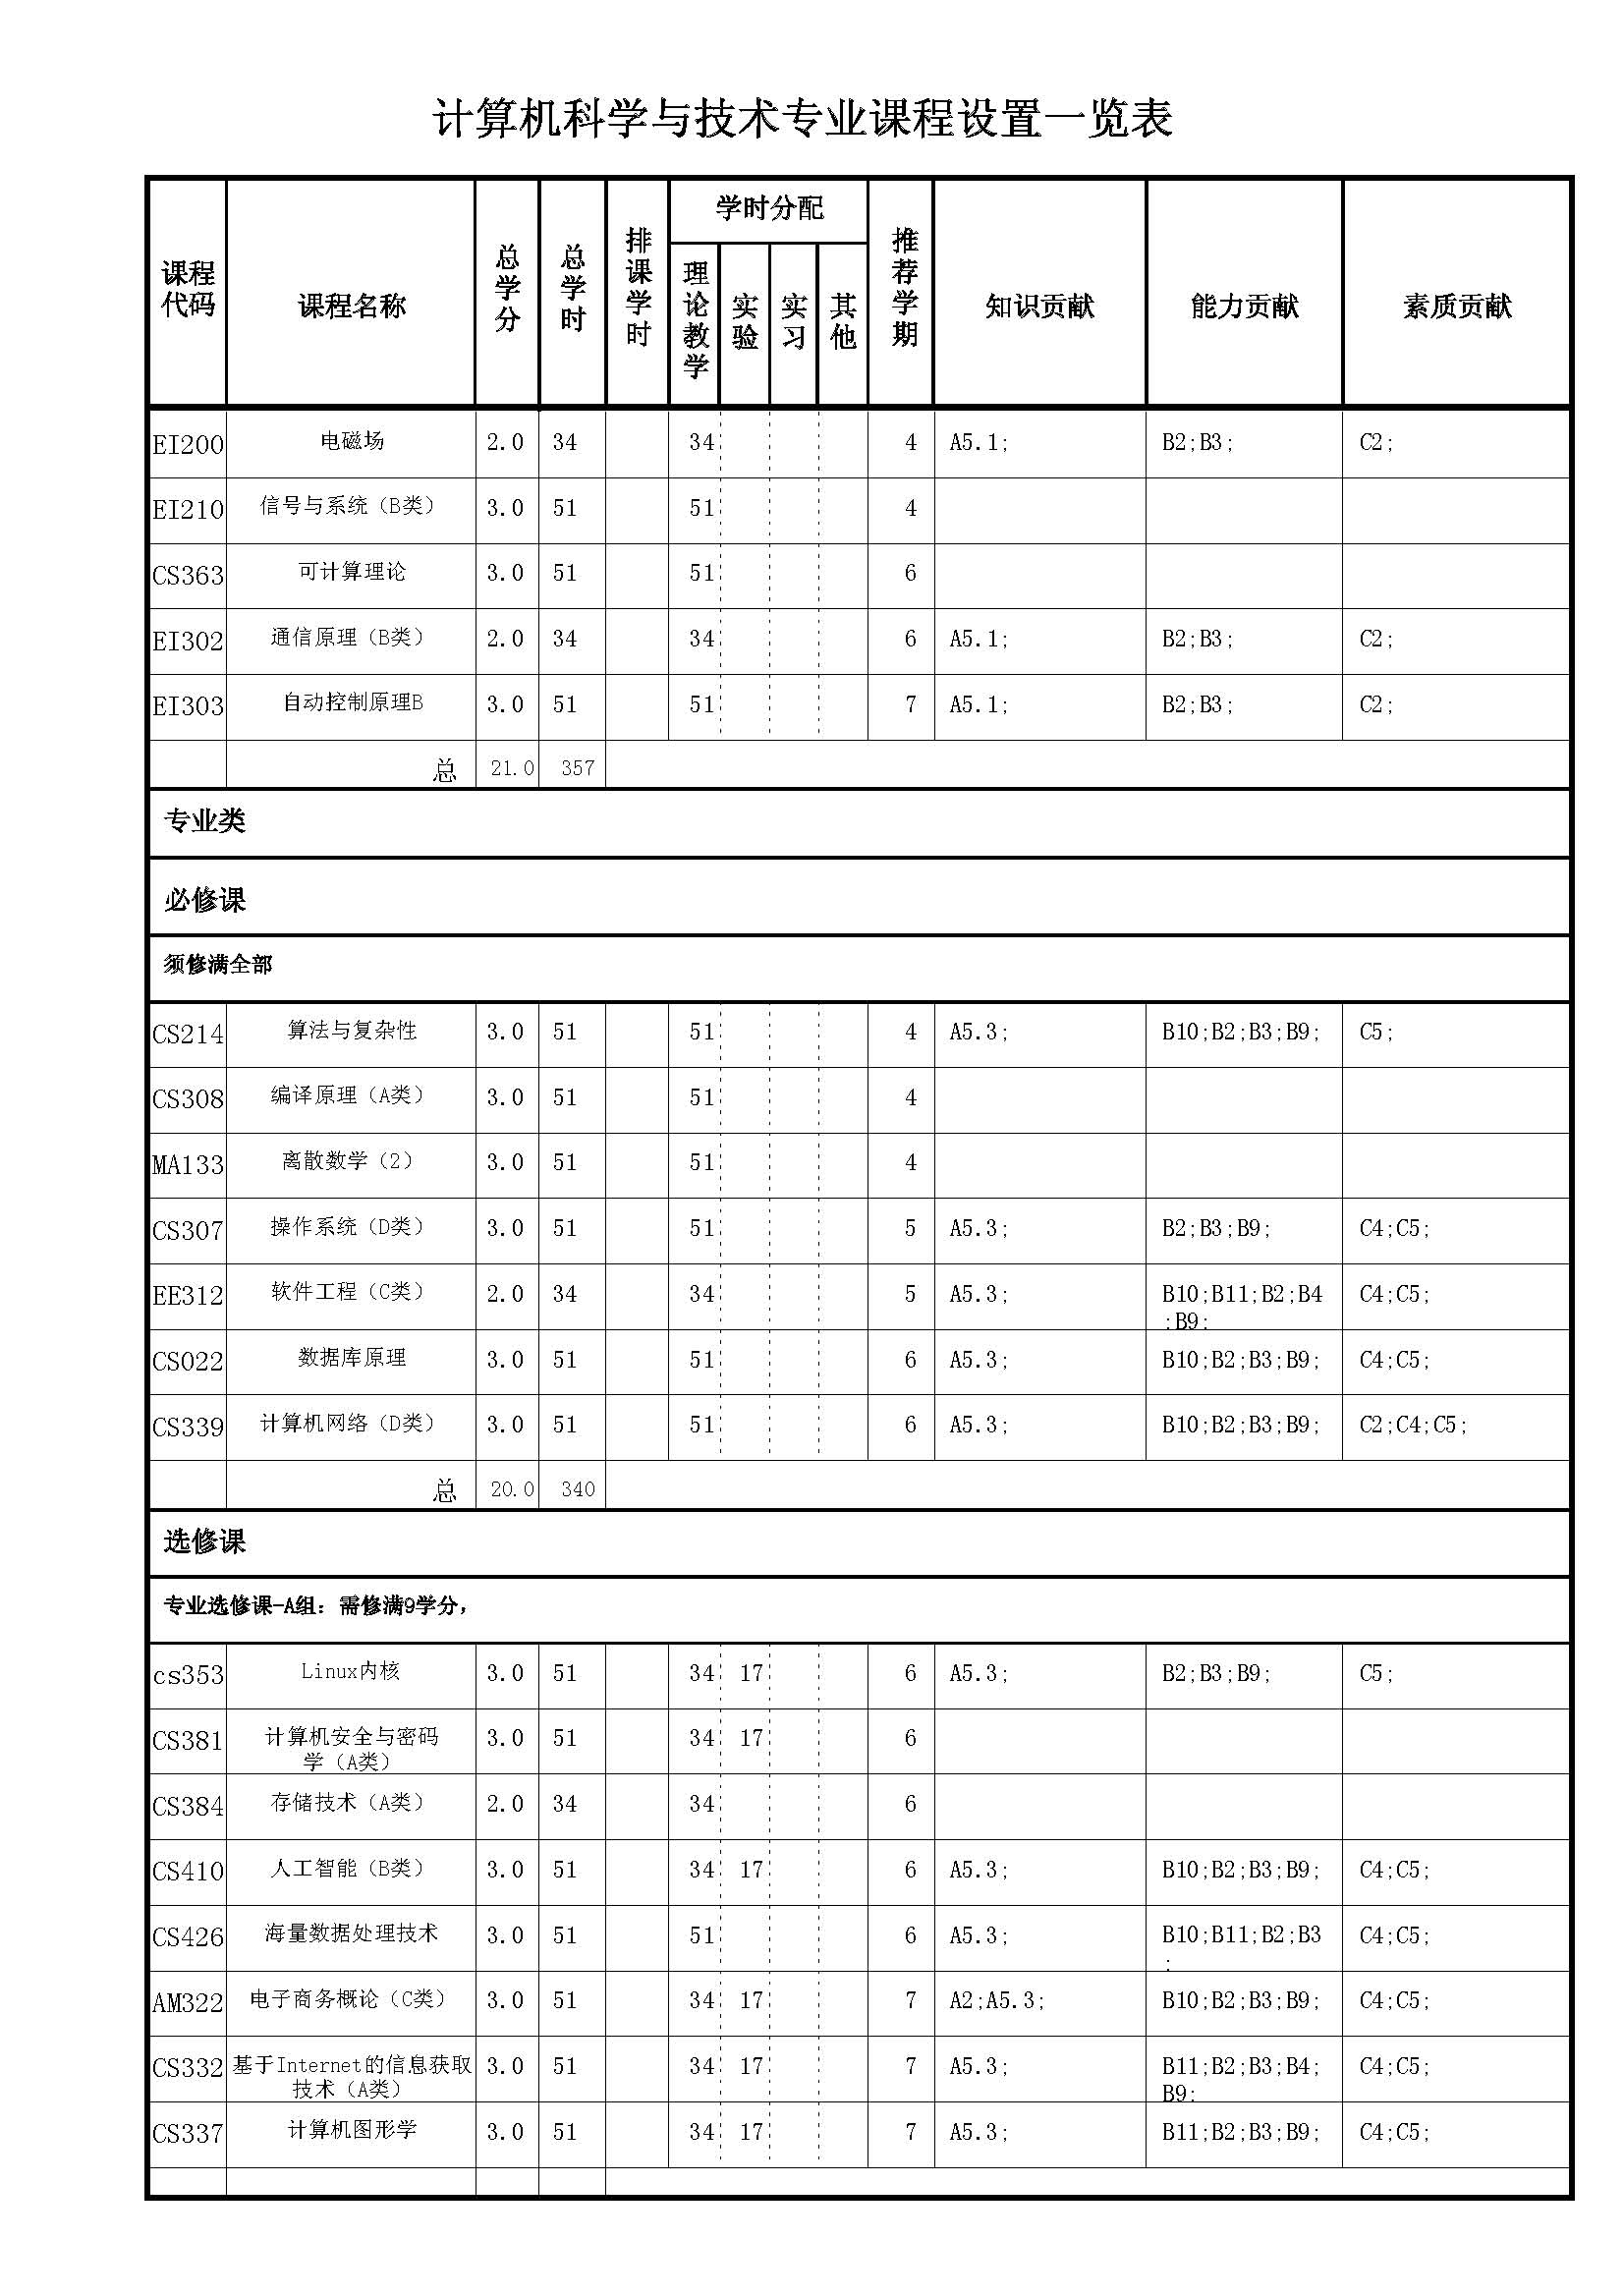 计算机科学与技术专业课程设置一览表
课程代码 课程名称 总学分 总学时 排课学时 学时分配 理论教学 实验 实习 其他 推荐学期 知识贡献 能力贡献 素质贡献
EI200 电磁场 2.0 34 34 4 A5.1; B2;B3; C2;
EI210 信号与系统（B类） 3.0 51 51 4
CS363 可计算理论 3.0 51 51 6
EI302 通信原理（B类） 2.0 34 34 6 A5.1; B2;B3; C2;
EI303 自动控制原理B 3.0 51 51 7 A5.1; B2;B3; C2;
总 21.0 357
专业类
必修课
须修满全部
CS214 算法与复杂性 3.0 51 51 4 A5.3; B10;B2;B3;B9; C5;
CS308 编译原理（A类） 3.0 51 51 4
MA133 离散数学（2） 3.0 51 51 4
CS307 操作系统（D类） 3.0 51 51 5 A5.3; B2;B3;B9; C4;C5;
EE312 软件工程（C类） 2.0 34 34 5 A5.3; B10;B11;B2;B4 C4;C5;
;B9;
CS022 数据库原理 3.0 51 51 6 A5.3; B10;B2;B3;B9; C4;C5;
CS339 计算机网络（D类） 3.0 51 51 6 A5.3; B10;B2;B3;B9; C2;C4;C5;
总 20.0 340
选修课
专业选修课-A组：需修满9学分，
cs353 Linux内核 3.0 51 34 17 6 A5.3; B2;B3;B9; C5;
CS381 计算机安全与密码 3.0 51 34 17 6
学（A类）
CS384 存储技术（A类） 2.0 34 34 6
CS410 人工智能（B类） 3.0 51 34 17 6 A5.3; B10;B2;B3;B9; C4;C5;
CS426 海量数据处理技术 3.0 51 51 6 A5.3; B10;B11;B2;B3 C4;C5;
;
AM322 电子商务概论（C类） 3.0 51 34 17 7 A2;A5.3; B10;B2;B3;B9; C4;C5;
CS332 基于Internet的信息获取 3.0 51 34 17 7 A5.3; B11;B2;B3;B4; C4;C5;
技术（A类） B9;
CS337 计算机图形学 3.0 51 34 17 7 A5.3; B11;B2;B3;B9; C4;C5;